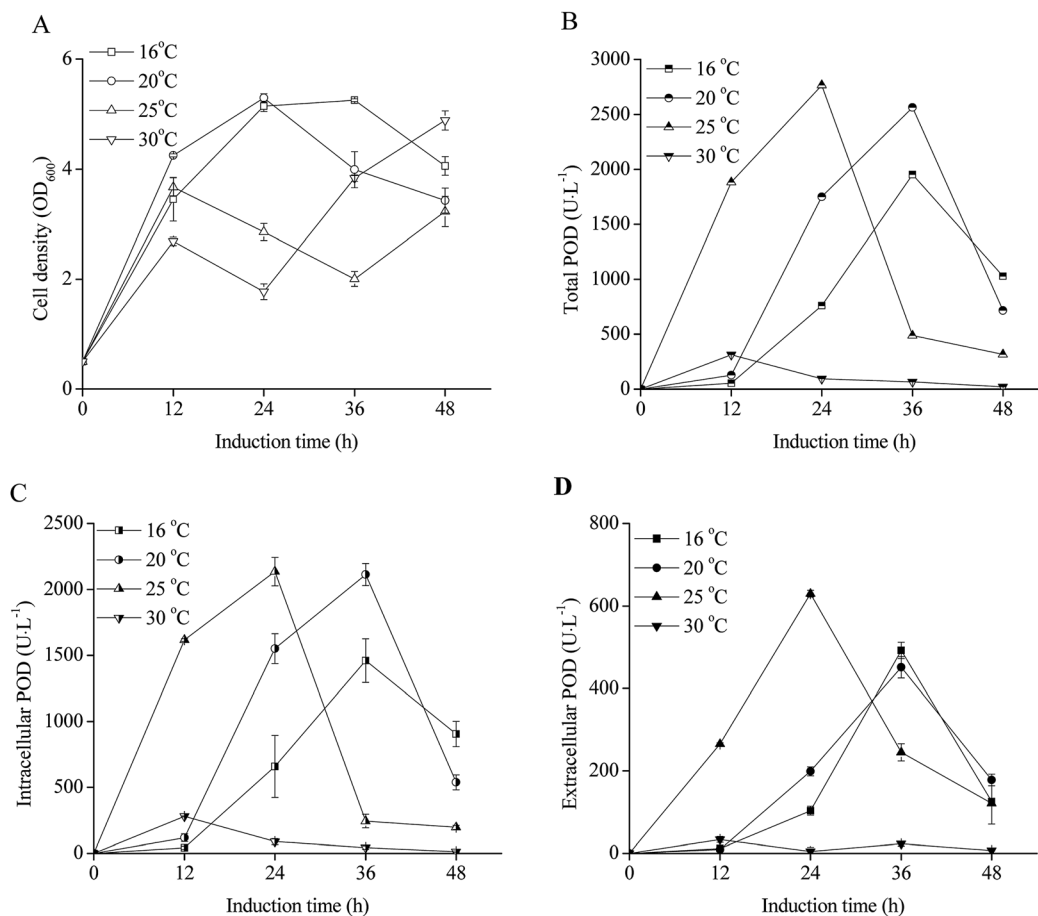 A
16°C
20°C
25°C
30°C
Cell density (OD600)
6
4
2
0
0 12 24 36 48
Induction time (h)
B
16 °C
20 °C
25 °C
30 °C
Total POD (U·L-1)
3000
2500
2000
1500
1000
500
0
0 12 24 36 48
Induction time (h)
C
16 °C
20 °C
25 °C
30 °C
Intracellular POD (U·L-1)
2500
2000
1500
1000
500
0
0 12 24 36 48
Induction time (h)
D
16 °C
20 °C
25 °C
30 °C
Extracellular POD (U·L-1)
800
600
400
200
0
0 12 24 36 48
Induction time (h)